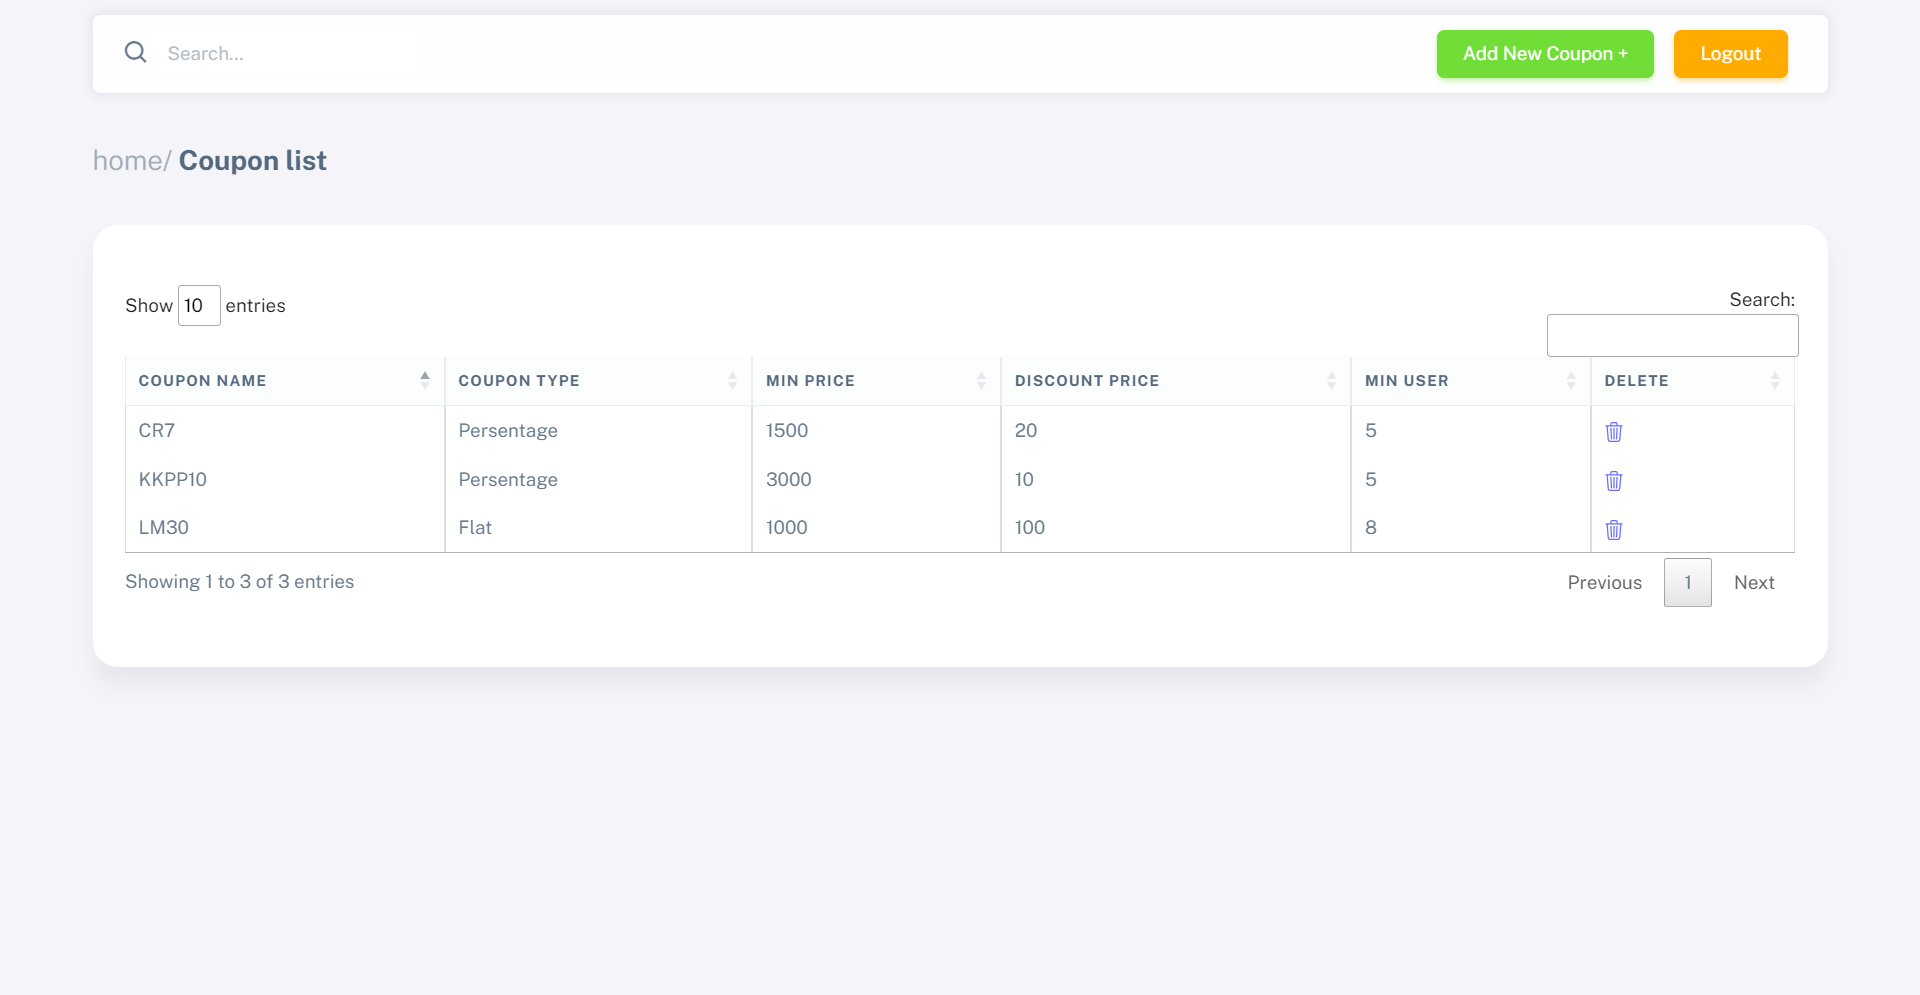 Search...
Add New Coupon +
Logout
home/ Coupon list
Show 10 entries
Search:
COUPON NAME COUPON TYPE MIN PRICE DISCOUNT PRICE MIN USER DELETE
CR7 Persentage 1500 20 5
KKPP10 Persentage 3000 10 5
LM30 Flat 1000 100 8
Showing 1 to 3 of 3 entries
Previous 1 Next